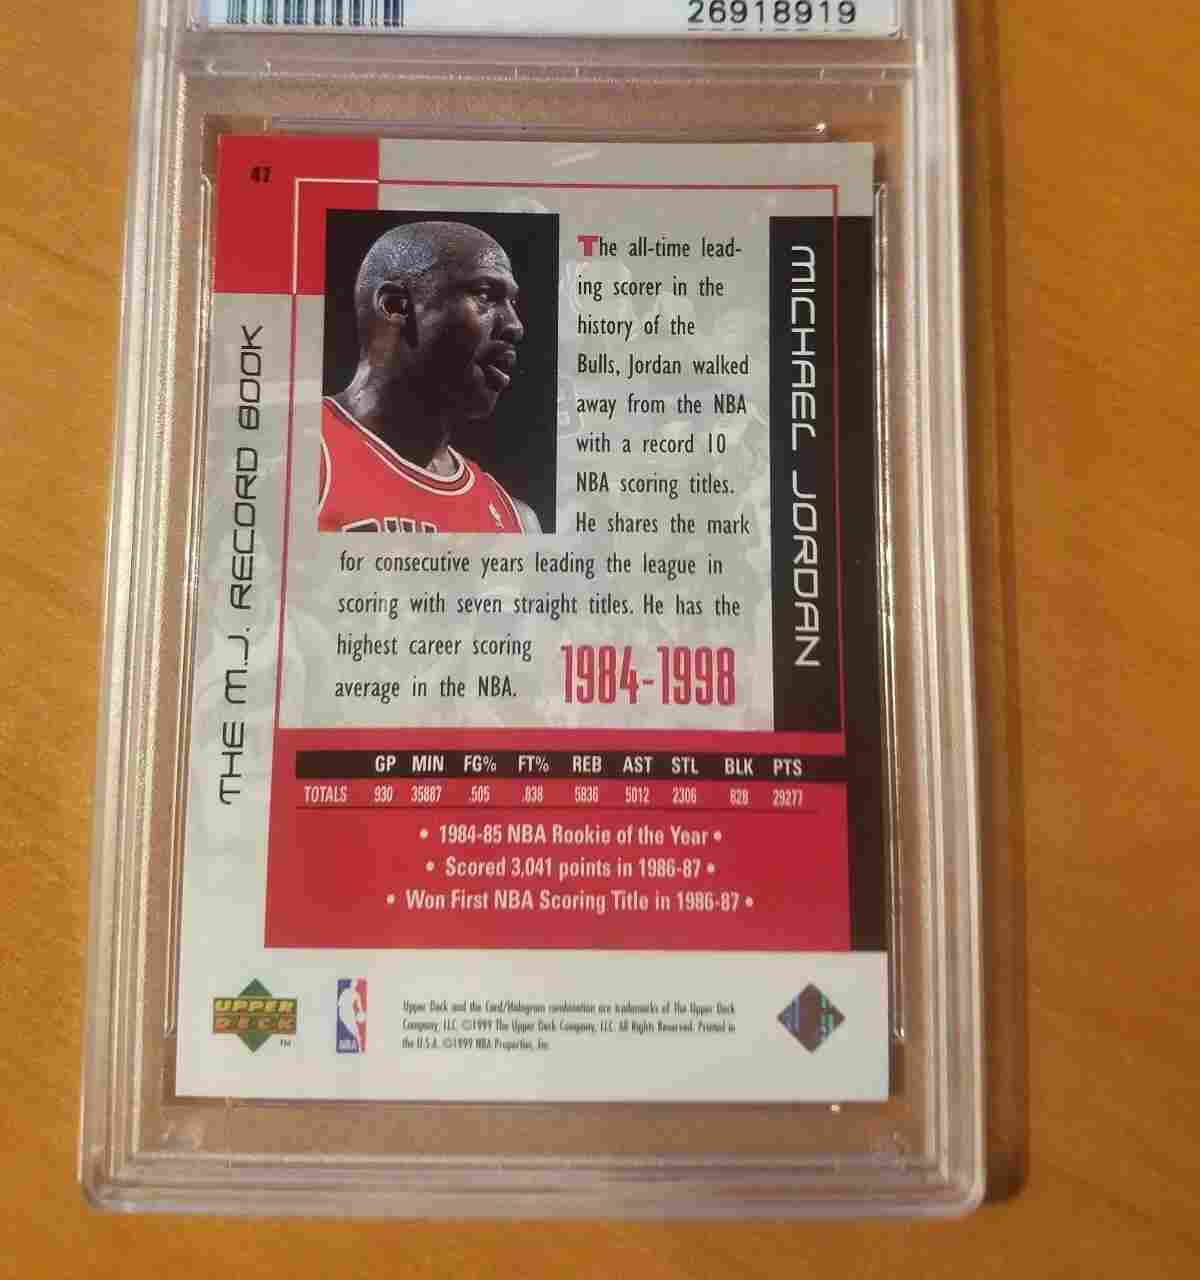 26918919
47
THE M.J. RECORD BOOK
The all-time lead-
ing scorer in the
history of the
Bulls, Jordan walked
away from the NBA
with a record 10
NBA scoring titles.
He shares the mark
for consecutive years leading the league in
scoring with seven straight titles. He has the
highest career scoring
average in the NBA.
1984-1998
MICHAEL JORDAN
GP MIN FG% FT% REB AST STL BLK PTS
TOTALS 930 35887 .505 .838 5836 5012 2306 828 29277
• 1984-85 NBA Rookie of the Year •
• Scored 3,041 points in 1986-87 •
• Won First NBA Scoring Title in 1986-87 •
UPPER
DECK
TM
NBA
Upper Deck and the Card/Hologram combination are trademarks of The Upper Deck
Company, LLC. ©1999 The Upper Deck Company, LLC. All Rights Reserved. Printed in
the U.S.A. ©1999 NBA Properties, Inc.